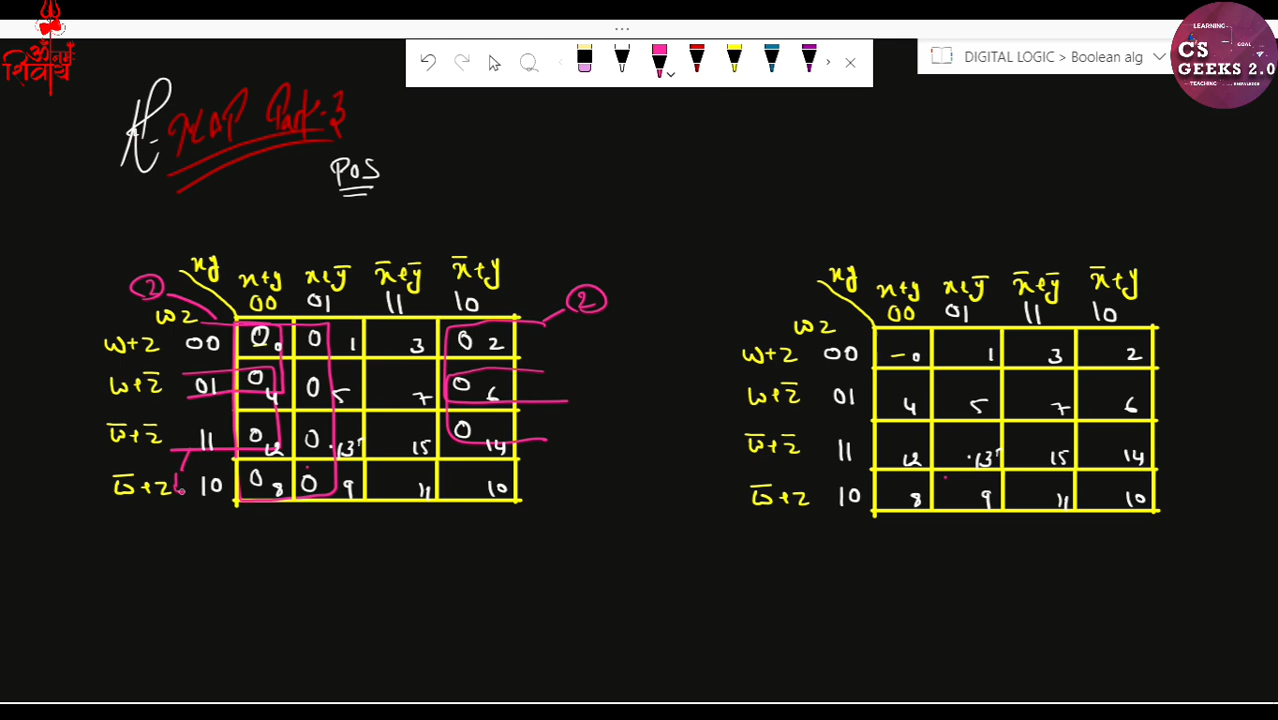 ॐ नमः
शिवाय
...
DIGITAL LOGIC > Boolean alg
LEARNING
GOAL
CS
GEEKS 2.0
TEACHING
K-MAP Part-3
POS
xy
x+y x+ȳ x̄+ȳ x̄+y
00 01 11 10
wz
② ②
w+z 00 0 0 0 1 3 0 2
w+z̄ 01 0 4 0 5 7 0 6
w̄+z̄ 11 0 12 0 13 15 0 14
w̄+z 10 0 8 0 9 11 10
xy
x+y x+ȳ x̄+ȳ x̄+y
00 01 11 10
wz
w+z 00 0 1 3 2
w+z̄ 01 4 5 7 6
w̄+z̄ 11 12 13 15 14
w̄+z 10 8 9 11 10